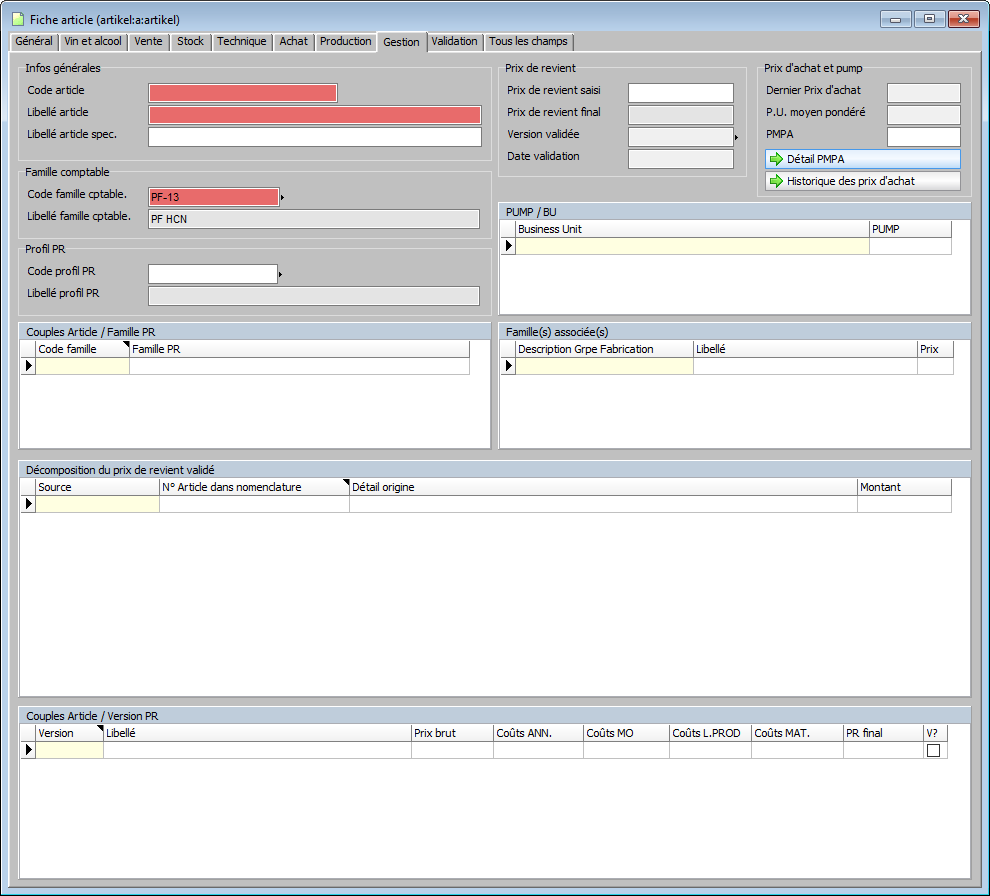 Fiche article (artikel:a:artikel)
Général Vin et alcool Vente Stock Technique Achat Production Gestion Validation Tous les champs
Infos générales
Code article
Libellé article
Libellé article spec.
Famille comptable
Code famille cptable. PF-13
Libellé famille cptable. PF HCN
Profil PR
Code profil PR
Libellé profil PR
Prix de revient
Prix de revient saisi
Prix de revient final
Version validée
Date validation
Prix d'achat et pump
Dernier Prix d'achat
P.U. moyen pondéré
PMPA
Détail PMPA
Historique des prix d'achat
PUMP / BU
Business Unit PUMP
Couples Article / Famille PR
Code famille Famille PR
Famille(s) associée(s)
Description Grpe Fabrication Libellé Prix
Décomposition du prix de revient validé
Source N° Article dans nomenclature Détail origine Montant
Couples Article / Version PR
Version Libellé Prix brut Coûts ANN. Coûts MO Coûts L.PROD Coûts MAT. PR final V?